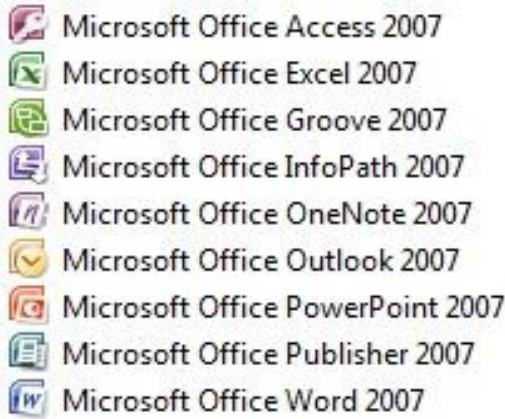 Microsoft Office Access 2007
Microsoft Office Excel 2007
Microsoft Office Groove 2007
Microsoft Office InfoPath 2007
Microsoft Office OneNote 2007
Microsoft Office Outlook 2007
Microsoft Office PowerPoint 2007
Microsoft Office Publisher 2007
Microsoft Office Word 2007